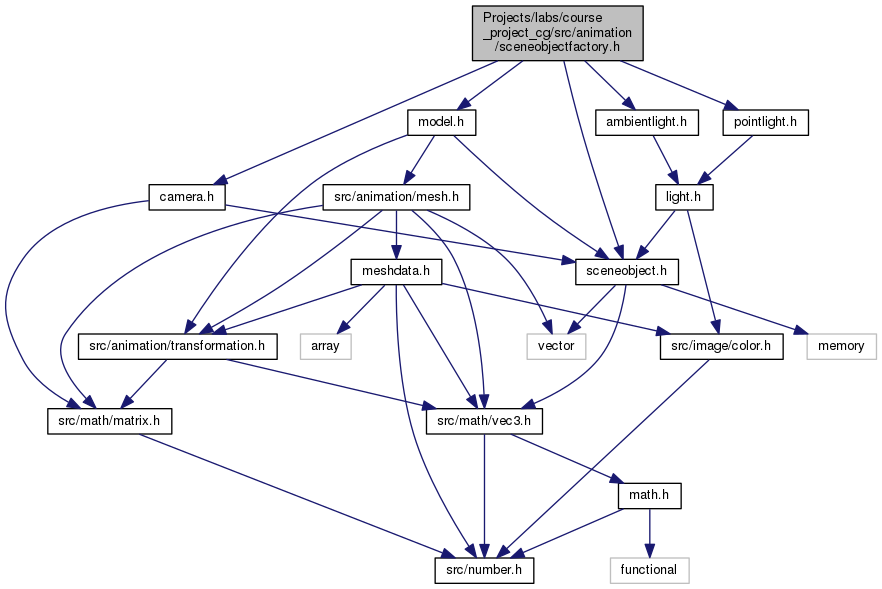 Projects/labs/course
_project_cg/src/animation
/sceneobjectfactory.h
model.h
ambientlight.h
pointlight.h
camera.h
src/animation/mesh.h
light.h
meshdata.h
sceneobject.h
src/animation/transformation.h
array
vector
src/image/color.h
memory
src/math/matrix.h
src/math/vec3.h
math.h
src/number.h
functional